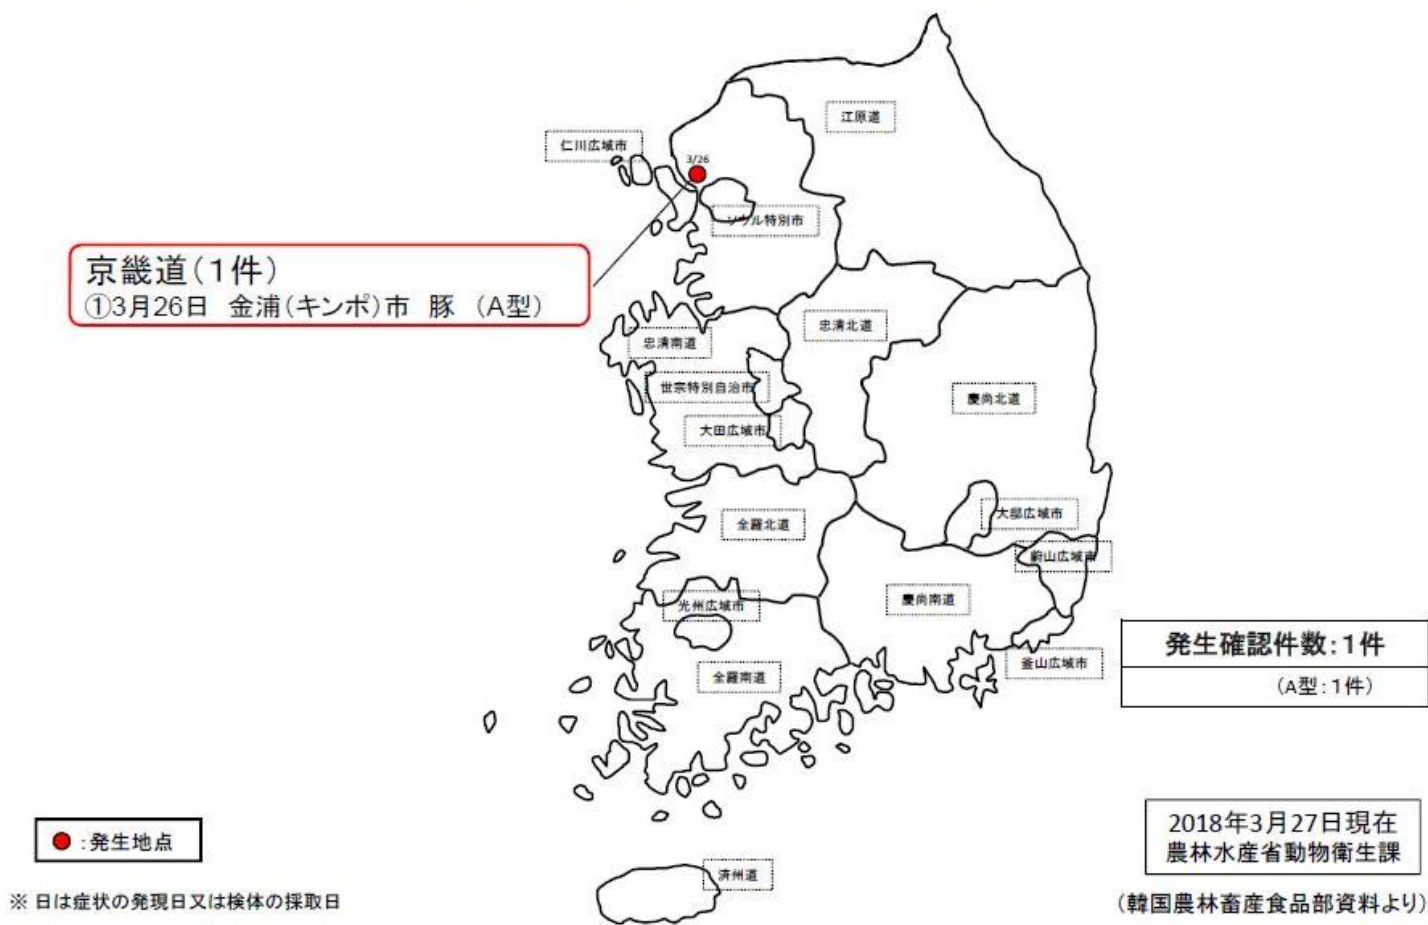 江原道
仁川広域市
3/26
ソウル特別市
京畿道(1件)
①3月26日 金浦(キンポ)市 豚 (A型)
忠清北道
忠清南道
世宗特別自治市
慶尚北道
大田広域市
大邱広域市
全羅北道
蔚山広域市
慶尚南道
光州広域市
発生確認件数:1件
(A型:1件)
釜山広域市
全羅南道
●:発生地点
2018年3月27日現在
農林水産省動物衛生課
済州道
※ 日は症状の発現日又は検体の採取日
(韓国農林畜産食品部資料より)